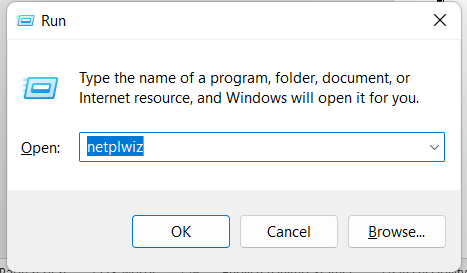 Run
Type the name of a program, folder, document, or
Internet resource, and Windows will open it for you.
Open:
netplwiz
OK
Cancel
Browse...